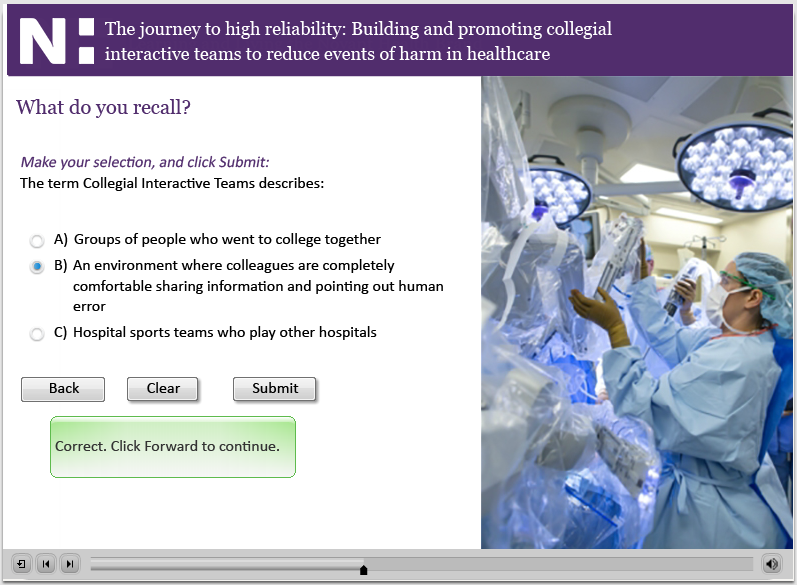 N:
The journey to high reliability: Building and promoting collegial
interactive teams to reduce events of harm in healthcare
What do you recall?
Make your selection, and click Submit:
The term Collegial Interactive Teams describes:
A) Groups of people who went to college together
B) An environment where colleagues are completely
comfortable sharing information and pointing out human
error
C) Hospital sports teams who play other hospitals
Back
Clear
Submit
Correct. Click Forward to continue.